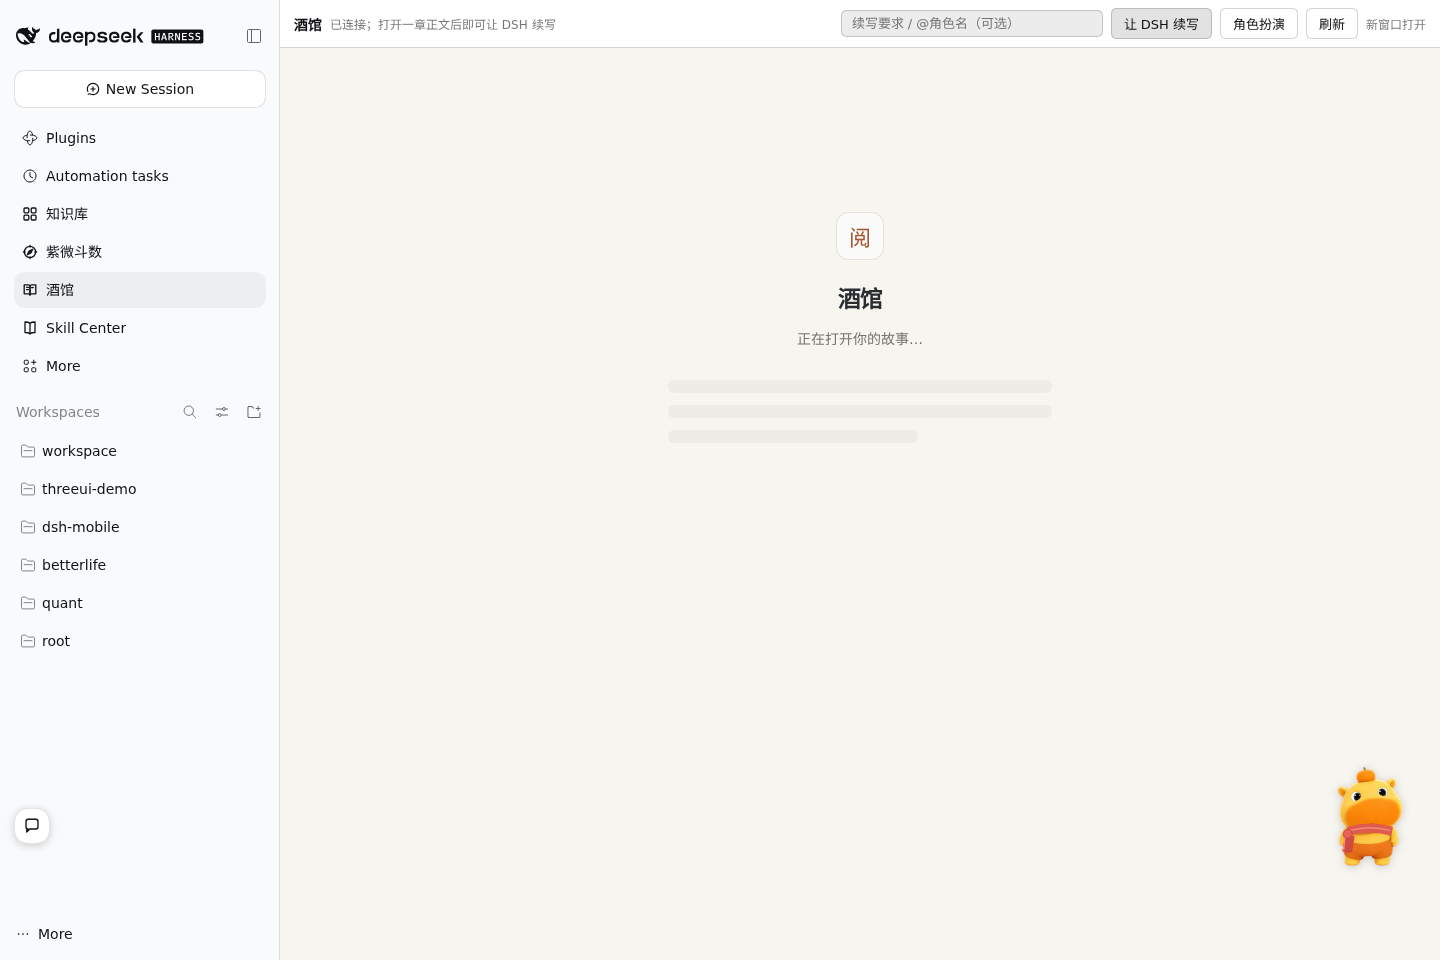 deepseek HARNESS
New Session
Plugins
Automation tasks
知识库
紫微斗数
酒馆
Skill Center
More
Workspaces
workspace
threeui-demo
dsh-mobile
betterlife
quant
root
More
酒馆 已连接；打开一章正文后即可让 DSH 续写 续写要求 / @角色名（可选） 让 DSH 续写 角色扮演 刷新 新窗口打开
阅
酒馆
正在打开你的故事…